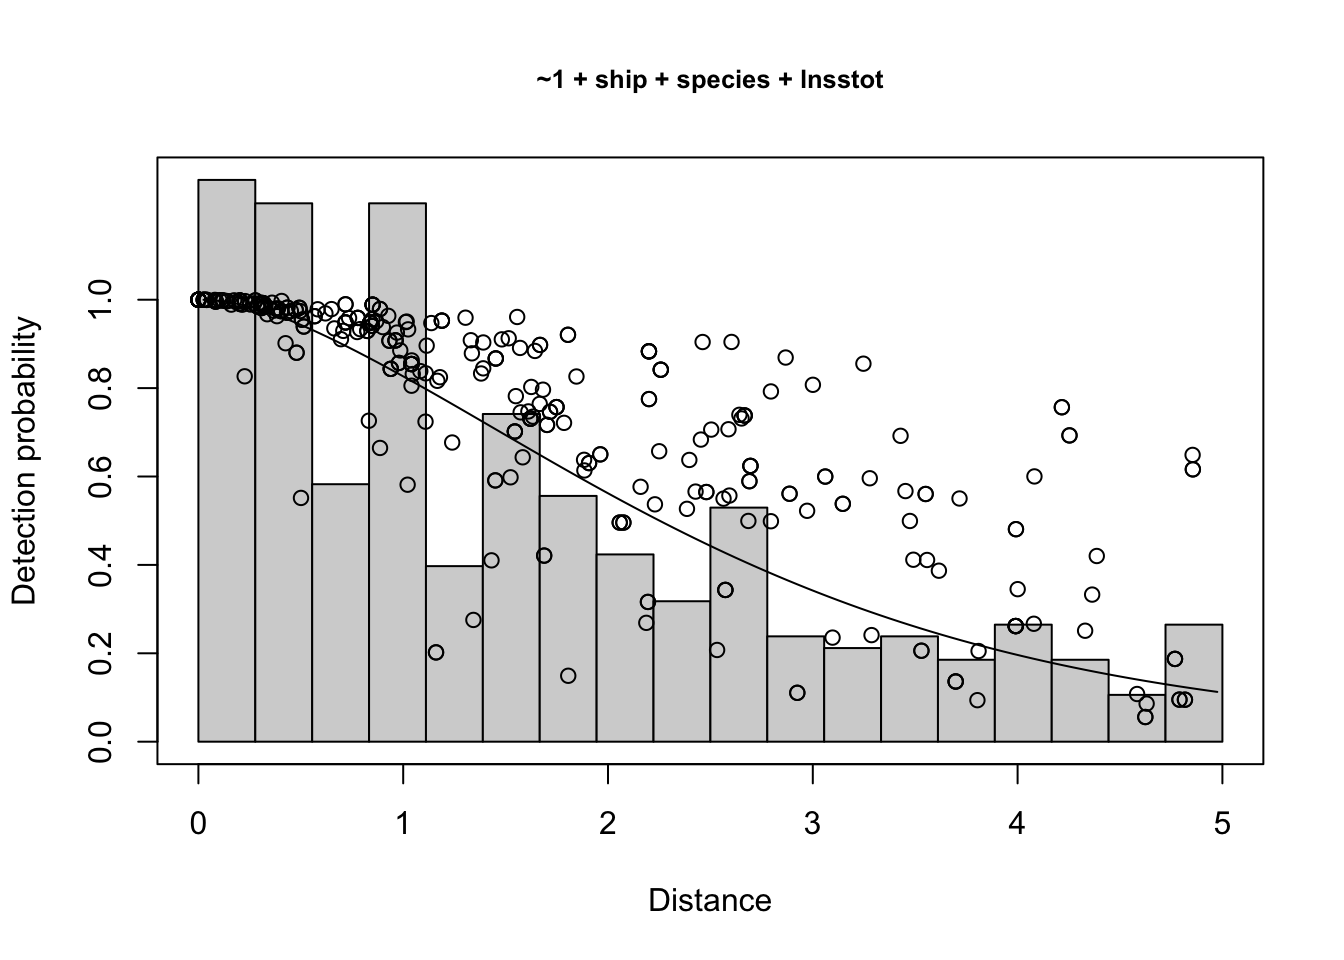 ~1 + ship + species + lnsstot
Detection probability
1.0
0.8
0.6
0.4
0.2
0.0
0 1 2 3 4 5
Distance